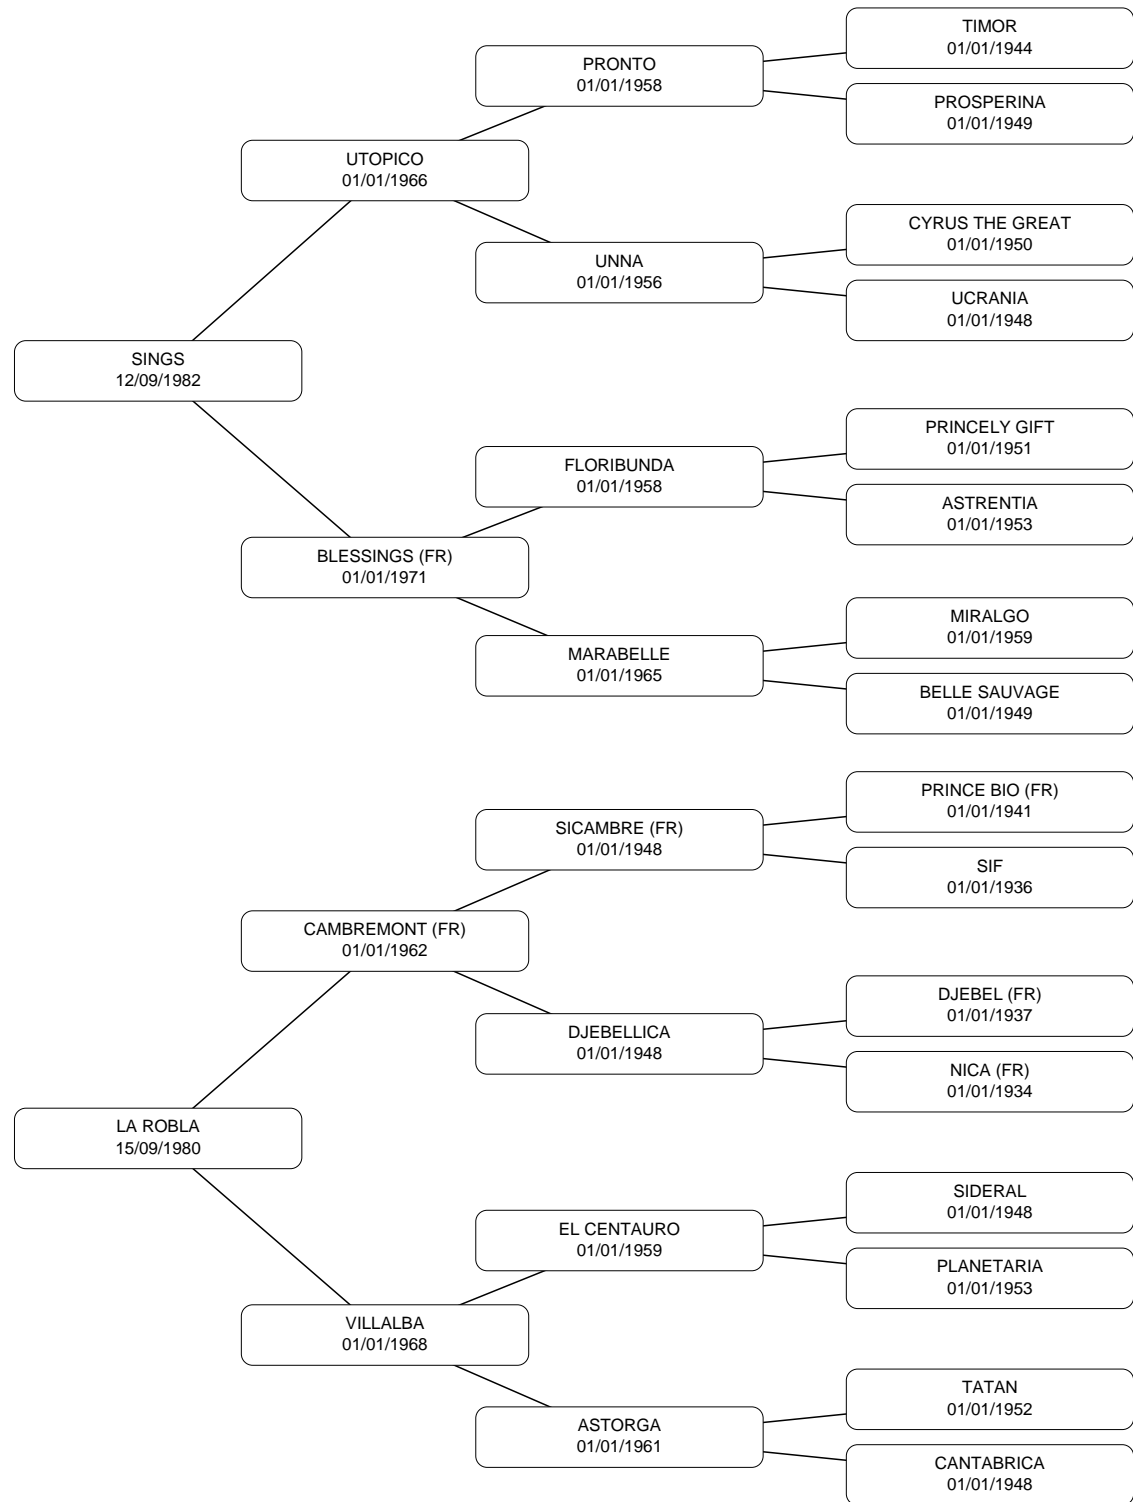 TIMOR
01/01/1944
PRONTO
01/01/1958
PROSPERINA
01/01/1949
UTOPICO
01/01/1966
CYRUS THE GREAT
01/01/1950
UNNA
01/01/1956
UCRANIA
01/01/1948
SINGS
12/09/1982
PRINCELY GIFT
01/01/1951
FLORIBUNDA
01/01/1958
ASTRENTIA
01/01/1953
BLESSINGS (FR)
01/01/1971
MIRALGO
01/01/1959
MARABELLE
01/01/1965
BELLE SAUVAGE
01/01/1949
PRINCE BIO (FR)
01/01/1941
SICAMBRE (FR)
01/01/1948
SIF
01/01/1936
CAMBREMONT (FR)
01/01/1962
DJEBEL (FR)
01/01/1937
DJEBELLICA
01/01/1948
NICA (FR)
01/01/1934
LA ROBLA
15/09/1980
SIDERAL
01/01/1948
EL CENTAURO
01/01/1959
PLANETARIA
01/01/1953
VILLALBA
01/01/1968
TATAN
01/01/1952
ASTORGA
01/01/1961
CANTABRICA
01/01/1948